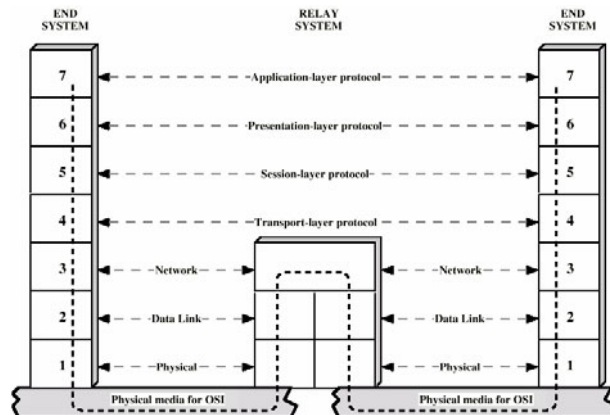 END SYSTEM
RELAY SYSTEM
END SYSTEM
7 Application-layer protocol 7
6 Presentation-layer protocol 6
5 Session-layer protocol 5
4 Transport-layer protocol 4
3 Network Network 3
2 Data Link Data Link 2
1 Physical Physical 1
Physical media for OSI Physical media for OSI